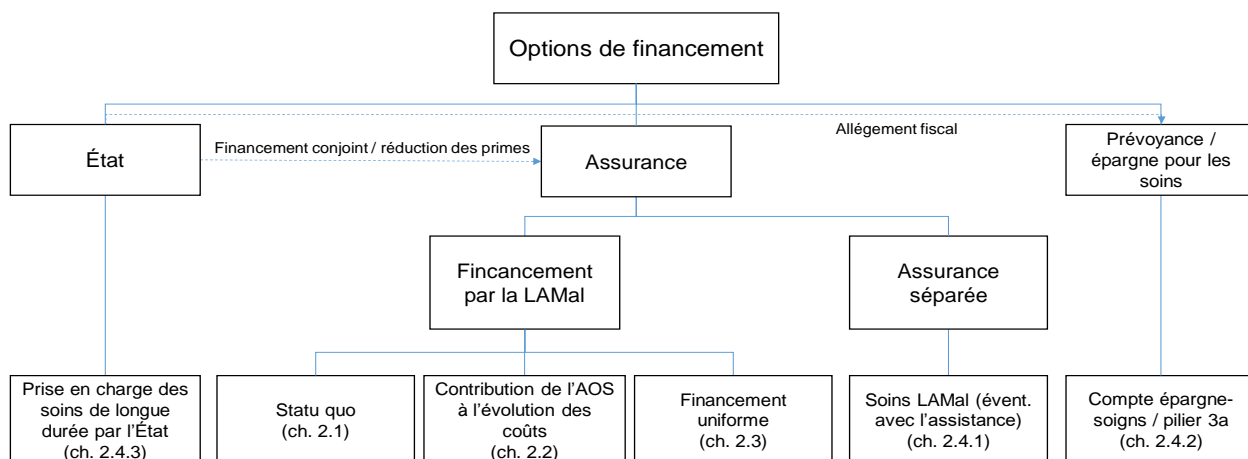 Options de financement
Allégement fiscal
État
Financement conjoint / réduction des primes
Assurance
Prévoyance /
épargne pour les
soins
Fincancement
par la LAMal
Assurance
séparée
Prise en charge des
soins de longue
durée par l'État
(ch. 2.4.3)
Statu quo
(ch. 2.1)
Contribution de l'AOS
à l'évolution des
coûts
(ch. 2.2)
Financement
uniforme
(ch. 2.3)
Soins LAMal (évent.
avec l'assistance)
(ch. 2.4.1)
Compte épargne-
soigns / pilier 3a
(ch. 2.4.2)